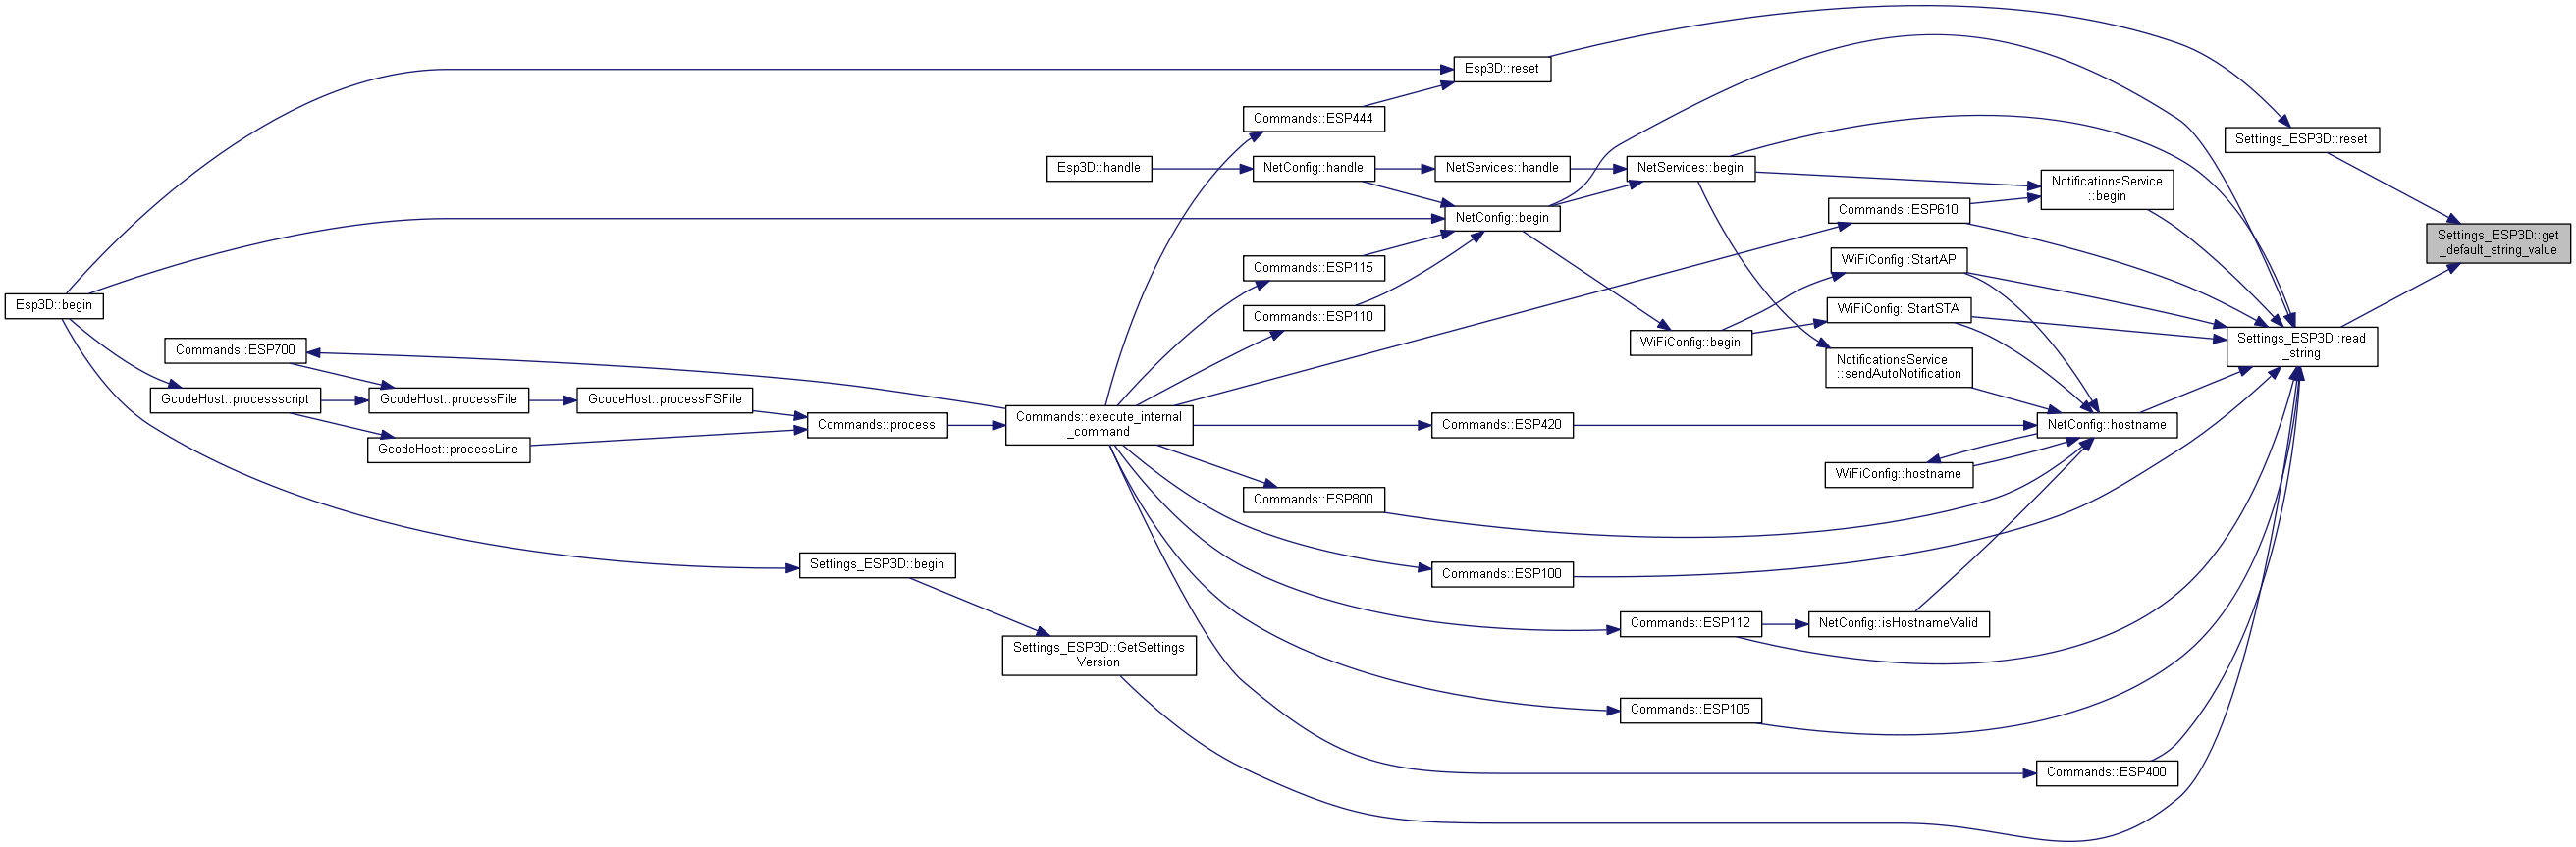 Esp3D::reset
Commands::ESP444
Settings_ESP3D::reset
Esp3D::handle
NetConfig::handle
NetServices::handle
NetServices::begin
NotificationsService
::begin
NetConfig::begin
Commands::ESP610
Settings_ESP3D::get
_default_string_value
Commands::ESP115
WiFiConfig::StartAP
Esp3D::begin
Commands::ESP110
WiFiConfig::StartSTA
Commands::ESP700
WiFiConfig::begin
Settings_ESP3D::read
_string
NotificationsService
::sendAutoNotification
GcodeHost::processscript
GcodeHost::processFile
GcodeHost::processFSFile
Commands::process
Commands::execute_internal
_command
Commands::ESP420
NetConfig::hostname
GcodeHost::processLine
WiFiConfig::hostname
Commands::ESP800
Settings_ESP3D::begin
Commands::ESP100
Commands::ESP112
NetConfig::isHostnameValid
Settings_ESP3D::GetSettings
Version
Commands::ESP105
Commands::ESP400